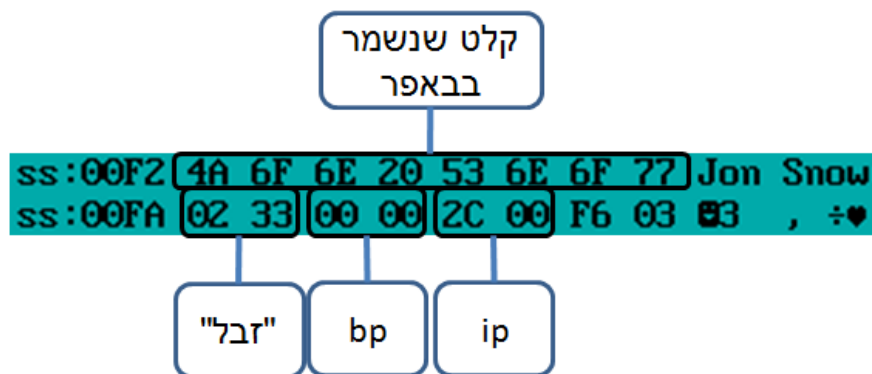 קלט שנשמר
בבאפר
ss:00F2 4A 6F 6E 20 53 6E 6F 77 Jon Snow
ss:00FA 02 33 00 00 2C 00 F6 03 ☻3 , ÷♥
"זבל" bp ip